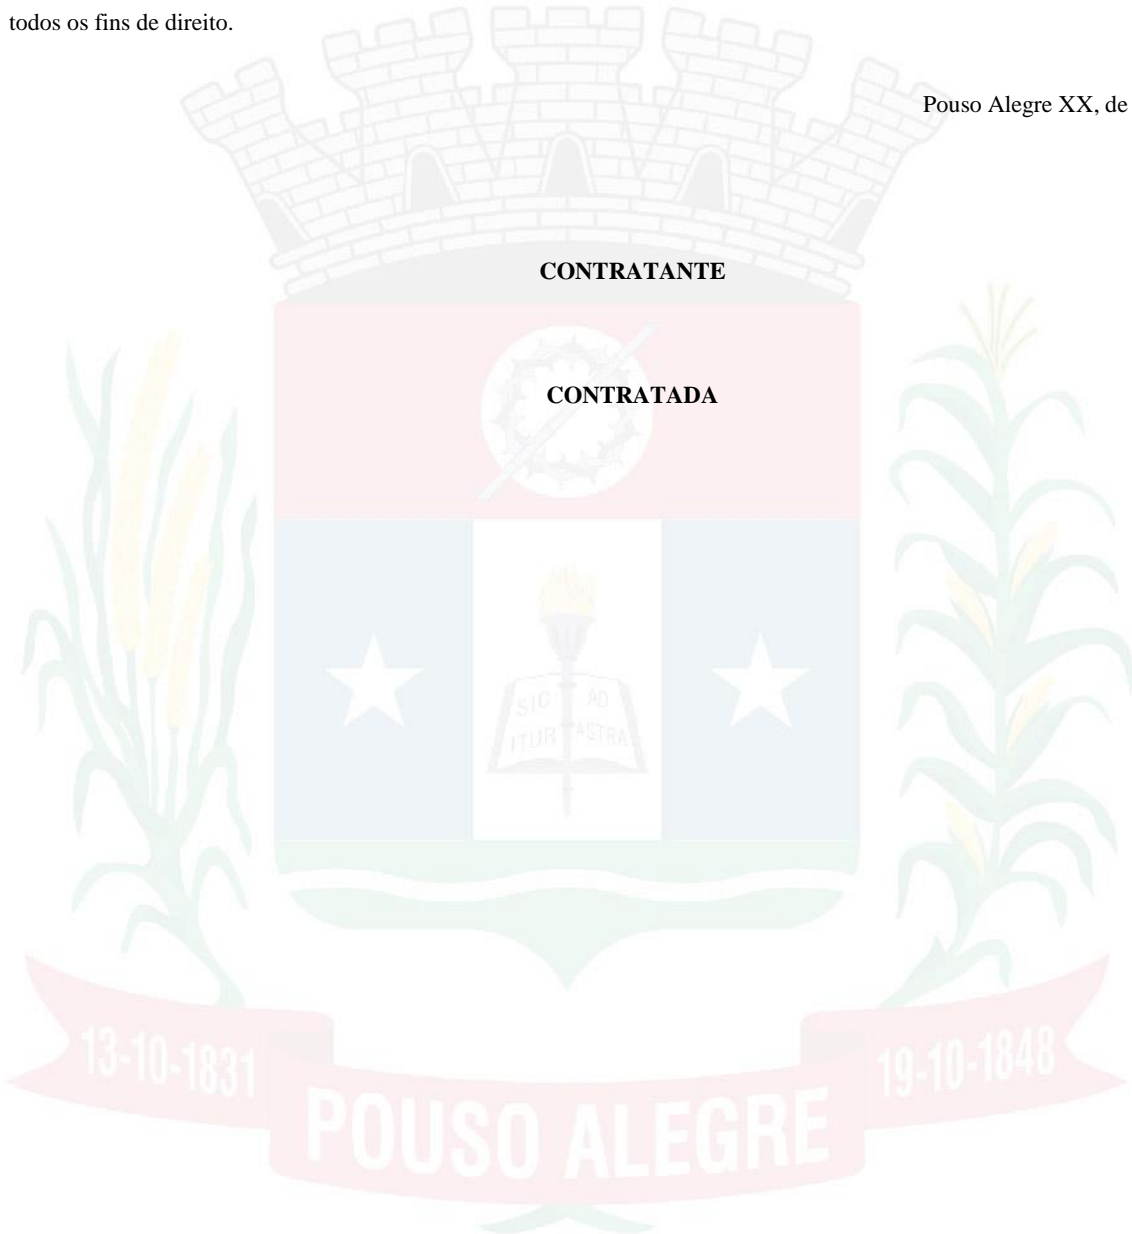 todos os fins de direito.
Pouso Alegre XX, de
CONTRATANTE
CONTRATADA
SIC AD
ITUR ASTRA
13-10-1831
19-10-1848
POUSO ALEGRE